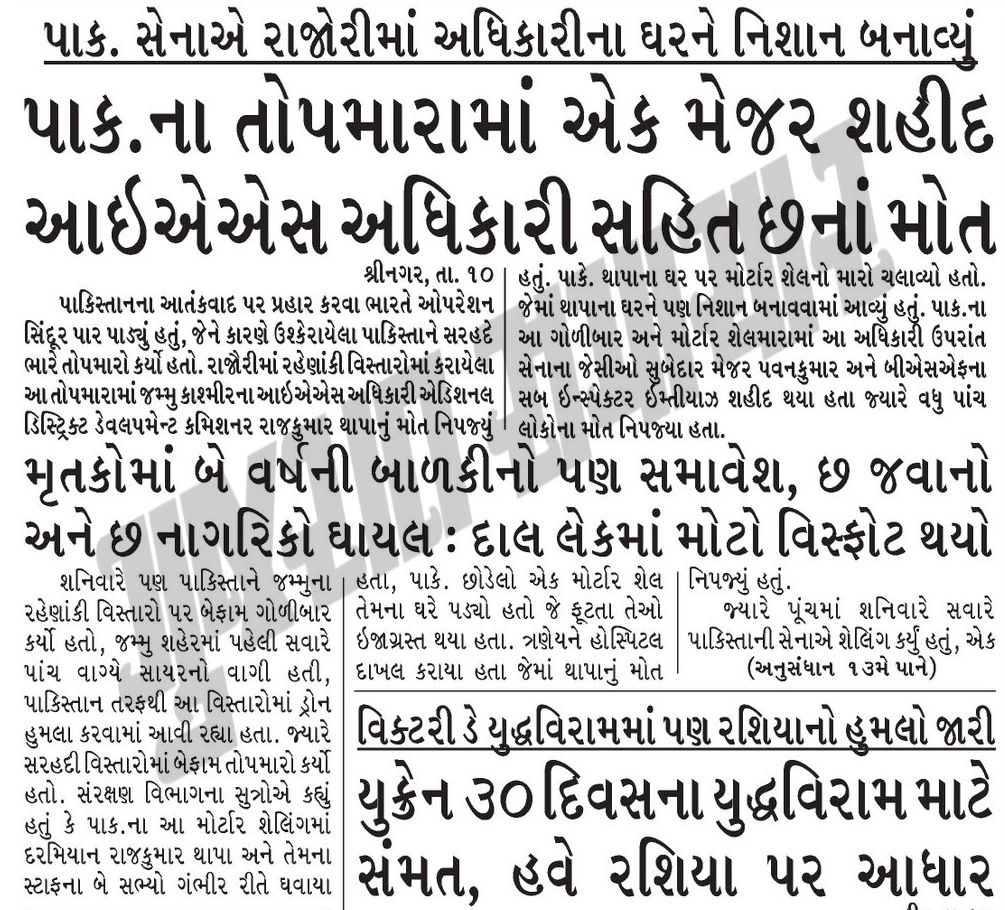 પાક. સેનાએ રાજોરીમાં અધિકારીના ઘરને નિશાન બનાવ્યું
પાક.ના તોપમારામાં એક મેજર શહીદ
આઇએએસ અધિકારી સહિત છનાં મોત
શ્રીનગર, તા. ૧૦
પાકિસ્તાનના આતંકવાદ પર પ્રહાર કરવા ભારતે ઓપરેશન
સિંદૂર પાર પાડ્યું હતું, જેને કારણે ઉશ્કેરાયેલા પાકિસ્તાને સરહદે
ભારે તોપમારો કર્યો હતો. રાજૌરીમાં રહેણાંકી વિસ્તારોમાં કરાયેલા
આ તોપમારામાં જમ્મુ કાશ્મીરના આઇએએસ અધિકારી એડિશનલ
ડિસ્ટ્રિક્ટ ડેવલપમેન્ટ કમિશનર રાજકુમાર થાપાનું મોત નિપજ્યું
હતું. પાકે. થાપાના ઘર પર મોર્ટાર શેલનો મારો ચલાવ્યો હતો.
જેમાં થાપાના ઘરને પણ નિશાન બનાવવામાં આવ્યું હતું. પાક.ના
આ ગોળીબાર અને મોર્ટાર શેલમારામાં આ અધિકારી ઉપરાંત
સેનાના જેસીઓ સુબેદાર મેજર પવનકુમાર અને બીએસએફના
સબ ઇન્સ્પેક્ટર ઇમ્તીયાઝ શહીદ થયા હતા જ્યારે વધુ પાંચ
લોકોના મોત નિપજ્યા હતા.
મૃતકોમાં બે વર્ષની બાળકીનો પણ સમાવેશ, છ જવાનો
અને છ નાગરિકો ઘાયલ : દાલ લેકમાં મોટો વિસ્ફોટ થયો
શનિવારે પણ પાકિસ્તાને જમ્મુના
રહેણાંકી વિસ્તારો પર બેફામ ગોળીબાર
કર્યો હતો, જમ્મુ શહેરમાં પહેલી સવારે
પાંચ વાગ્યે સાયરનો વાગી હતી,
પાકિસ્તાન તરફથી આ વિસ્તારોમાં ડ્રોન
હુમલા કરવામાં આવી રહ્યા હતા. જ્યારે
સરહદી વિસ્તારોમાં બેફામ તોપમારો કર્યો
હતો. સંરક્ષણ વિભાગના સુત્રોએ કહ્યું
હતું કે પાક.ના આ મોર્ટાર શેલિંગમાં
દરમિયાન રાજકુમાર થાપા અને તેમના
સ્ટાફના બે સભ્યો ગંભીર રીતે ઘવાયા
હતા, પાકે. છોડેલો એક મોર્ટાર શેલ
તેમના ઘરે પડ્યો હતો જે ફૂટતા તેઓ
ઇજાગ્રસ્ત થયા હતા. ત્રણેયને હોસ્પિટલ
દાખલ કરાયા હતા જેમાં થાપાનું મોત
નિપજ્યું હતું.
જ્યારે પૂંચમાં શનિવારે સવારે
પાકિસ્તાની સેનાએ શેલિંગ કર્યું હતું, એક
(અનુસંધાન ૧૩મે પાને)
વિક્ટરી ડે યુદ્ધવિરામમાં પણ રશિયાનો હુમલો જારી
યુક્રેન ૩૦ દિવસના યુદ્ધવિરામ માટે
સંમત, હવે રશિયા પર આધાર
ગુજરાત સમાચાર